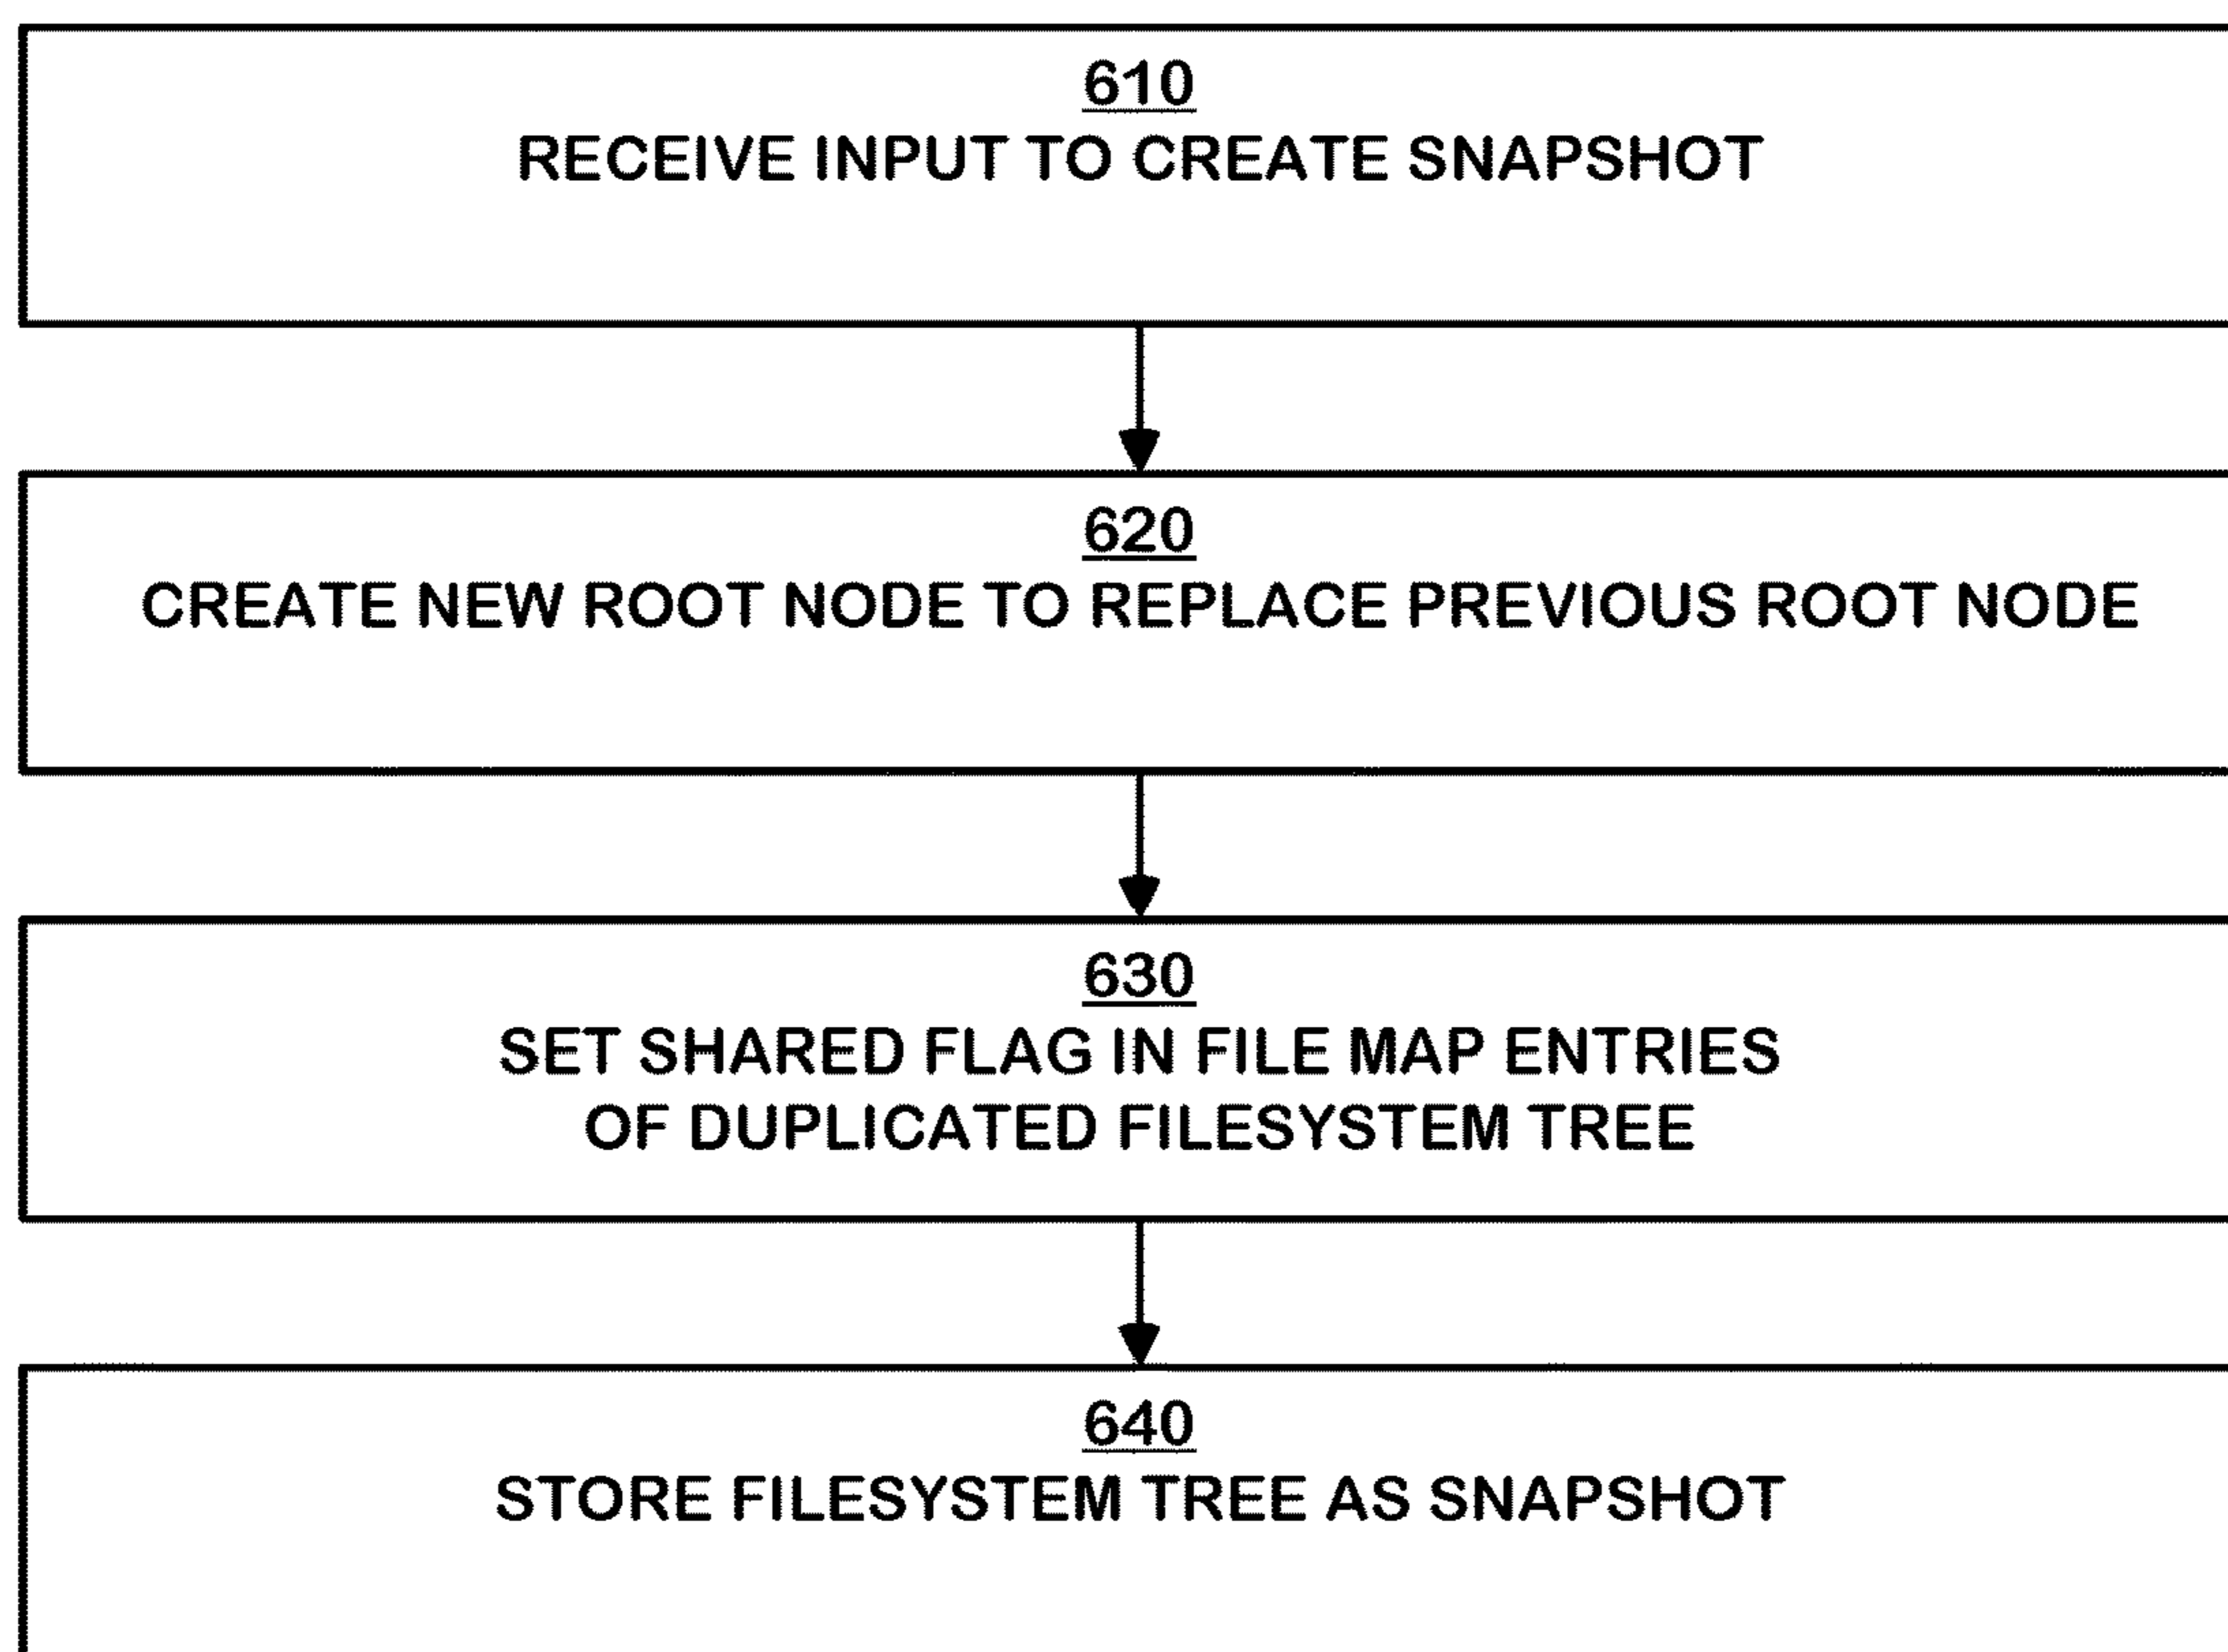 610
RECEIVE INPUT TO CREATE SNAPSHOT
620
CREATE NEW ROOT NODE TO REPLACE PREVIOUS ROOT NODE
630
SET SHARED FLAG IN FILE MAP ENTRIES
OF DUPLICATED FILESYSTEM TREE
640
STORE FILESYSTEM TREE AS SNAPSHOT